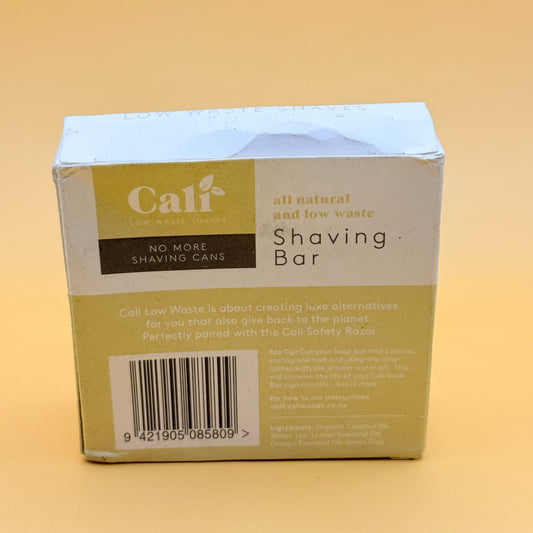 LOW WASTE SHAVES
Cali
LOW WASTE SHAVES
NO MORE
SHAVING CANS
all natural
and low waste
Shaving
Bar
Cali Low Waste is about creating luxe alternatives
for you that also give back to the planet.
Perfectly paired with the Cali Safety Razor
Eco Tip: Cut your Soap Bar into 2 pieces
storing one half and using the other.
Lather with the shower water off. This
will increase the life of your Cali Soap
Bar significantly...less is more
For how to use instructions
visit caliwoods.co.nz
Ingredients: Organic Coconut Oil,
Water, Lye, Lemon Essential Oil,
Orange Essential Oil, Green Clay
9 421905 085809 >